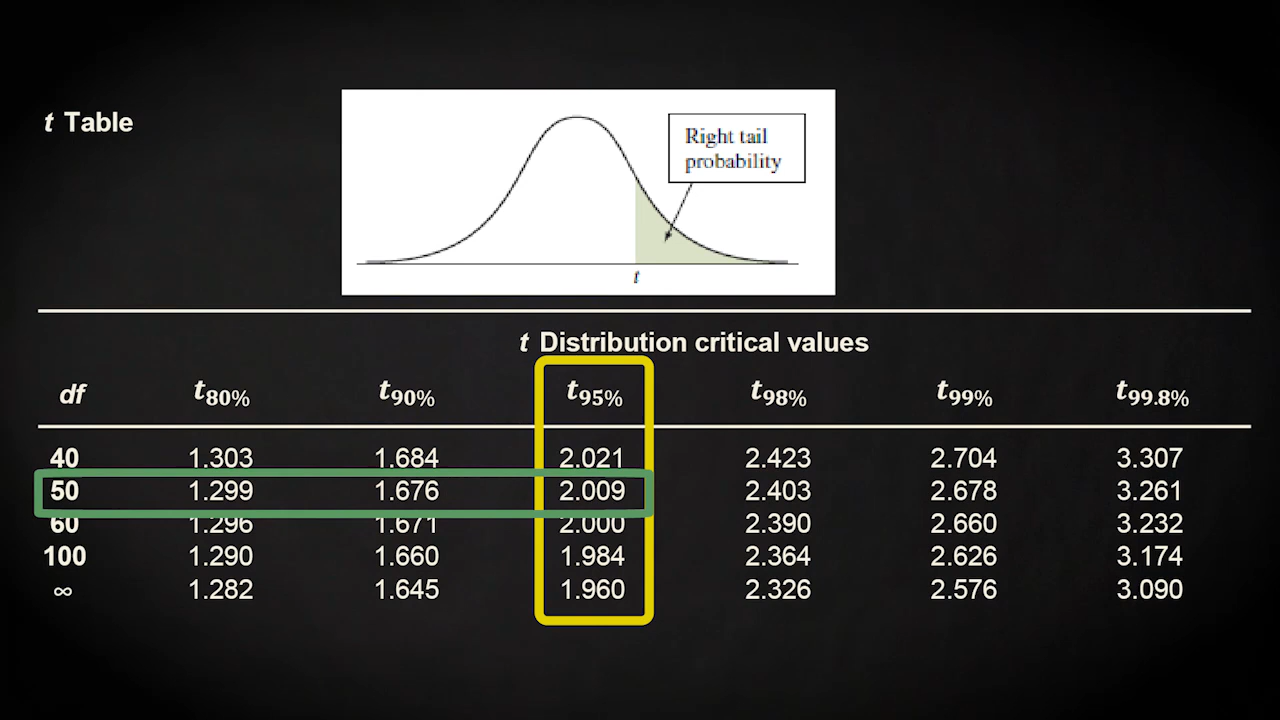 t Table
Right tail
probability
t
t Distribution critical values
df t80% t90% t95% t98% t99% t99.8%
40 1.303 1.684 2.021 2.423 2.704 3.307
50 1.299 1.676 2.009 2.403 2.678 3.261
60 1.296 1.671 2.000 2.390 2.660 3.232
100 1.290 1.660 1.984 2.364 2.626 3.174
∞ 1.282 1.645 1.960 2.326 2.576 3.090